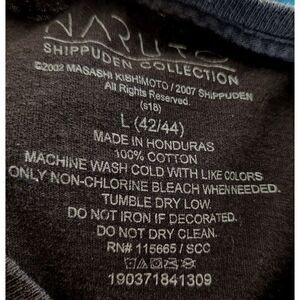 NARUTO
SHIPPUDEN COLLECTION
©2002 MASASHI KISHIMOTO / 2007 SHIPPUDEN
All Rights Reserved.
(s18)
L (42/44)
MADE IN HONDURAS
100% COTTON
MACHINE WASH COLD WITH LIKE COLORS
ONLY NON-CHLORINE BLEACH WHEN NEEDED.
TUMBLE DRY LOW.
DO NOT IRON IF DECORATED.
DO NOT DRY CLEAN.
RN# 115665 / SCC
190371841309